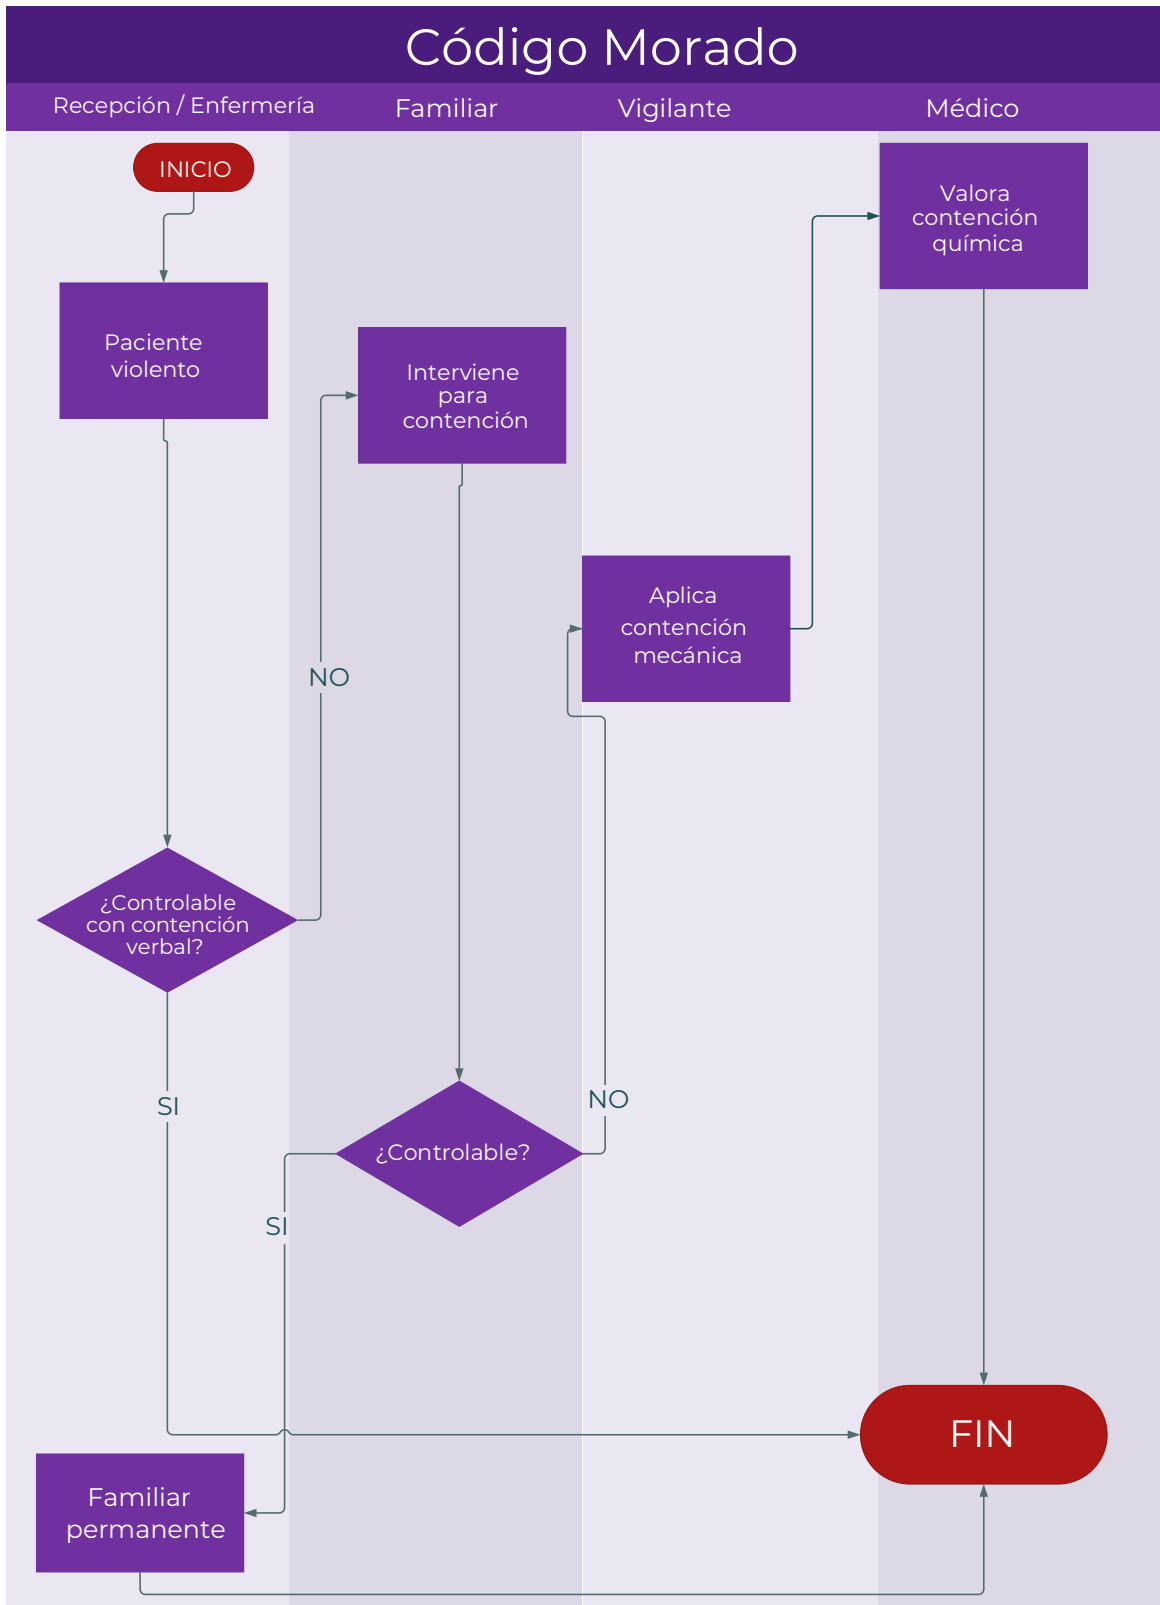 Código Morado
Recepción / Enfermería
Familiar
Vigilante
Médico
INICIO
Valora
contención
química
Paciente
violento
Interviene
para
contención
Aplica
contención
mecánica
NO
¿Controlable
con contención
verbal?
SI
NO
¿Controlable?
SI
FIN
Familiar
permanente